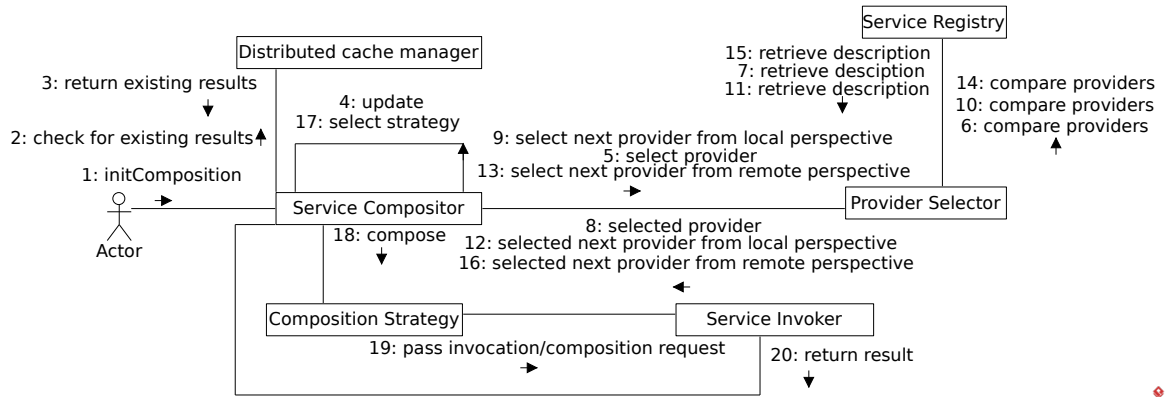 Service Registry
Distributed cache manager
15: retrieve description
7: retrieve desciption
11: retrieve description
3: return existing results
14: compare providers
10: compare providers
6: compare providers
4: update
17: select strategy
2: check for existing results
9: select next provider from local perspective
5: select provider
13: select next provider from remote perspective
1: initComposition
Service Compositor
Provider Selector
Actor
18: compose
8: selected provider
12: selected next provider from local perspective
16: selected next provider from remote perspective
Composition Strategy
Service Invoker
19: pass invocation/composition request
20: return result